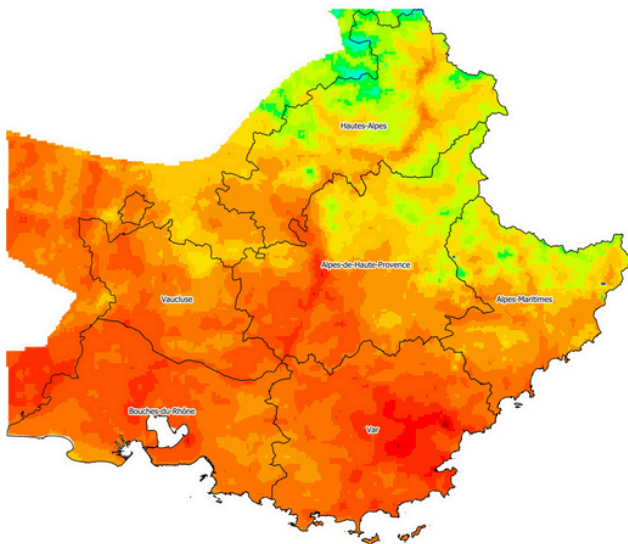 Hautes-Alpes
Alpes-de-Haute-Provence
Vaucluse
Alpes-Maritimes
Bouches-du-Rhône
Var